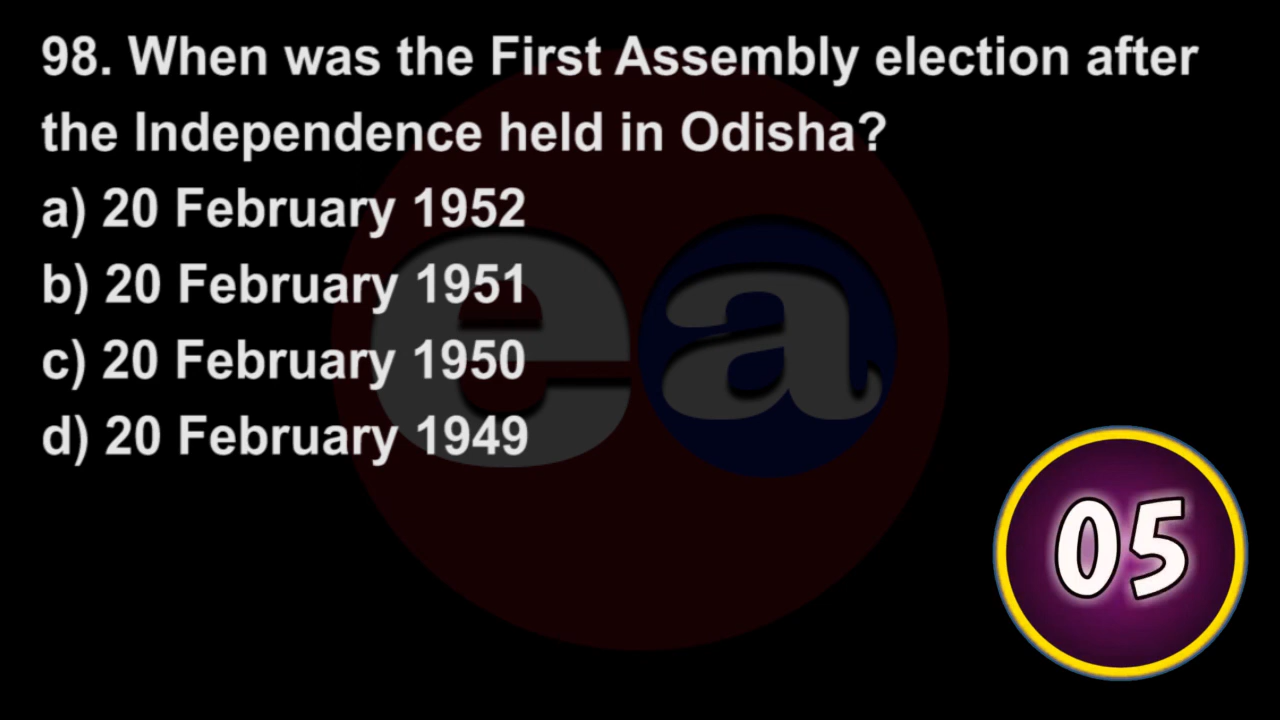 98. When was the First Assembly election after
the Independence held in Odisha?
a) 20 February 1952
b) 20 February 1951
c) 20 February 1950
d) 20 February 1949
ea
05